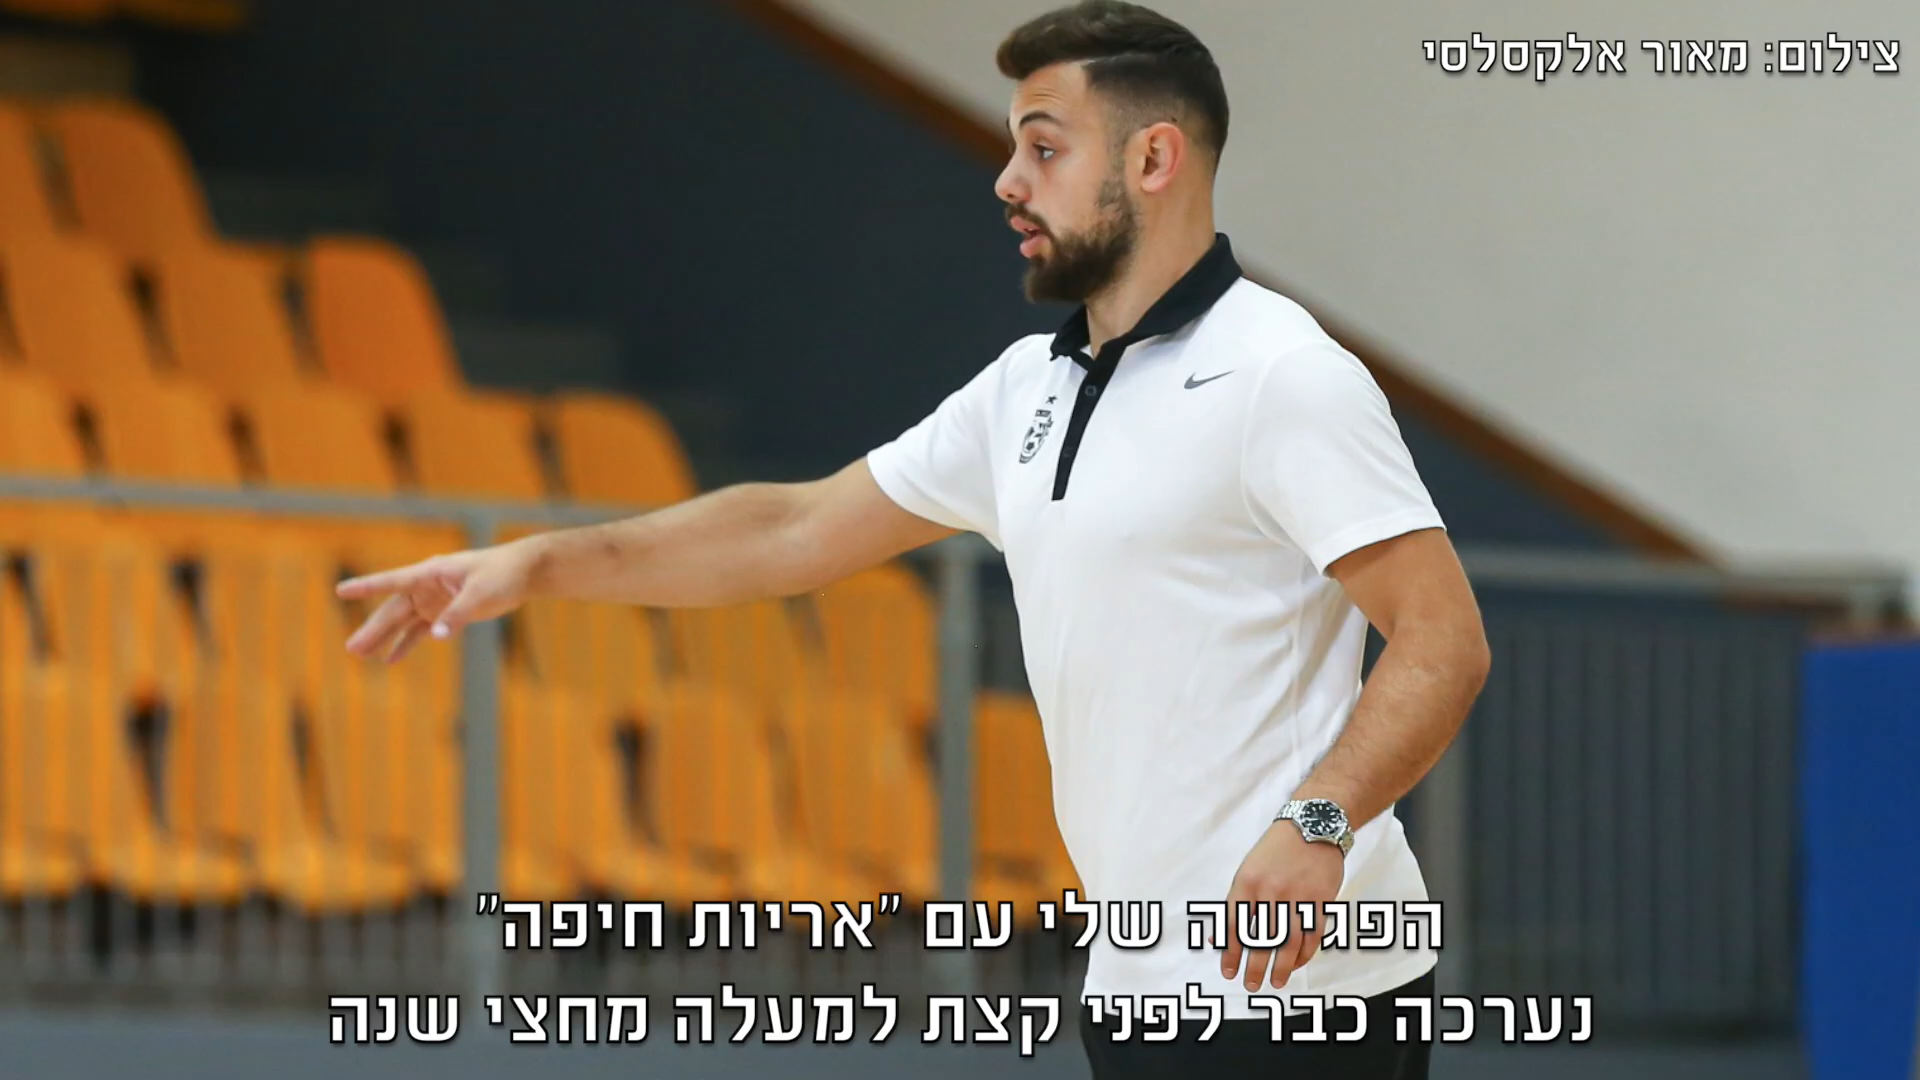 צילום: מאור אלקסלסי
הפגישה שלי עם "אריות חיפה"
נערכה כבר לפני קצת למעלה מחצי שנה